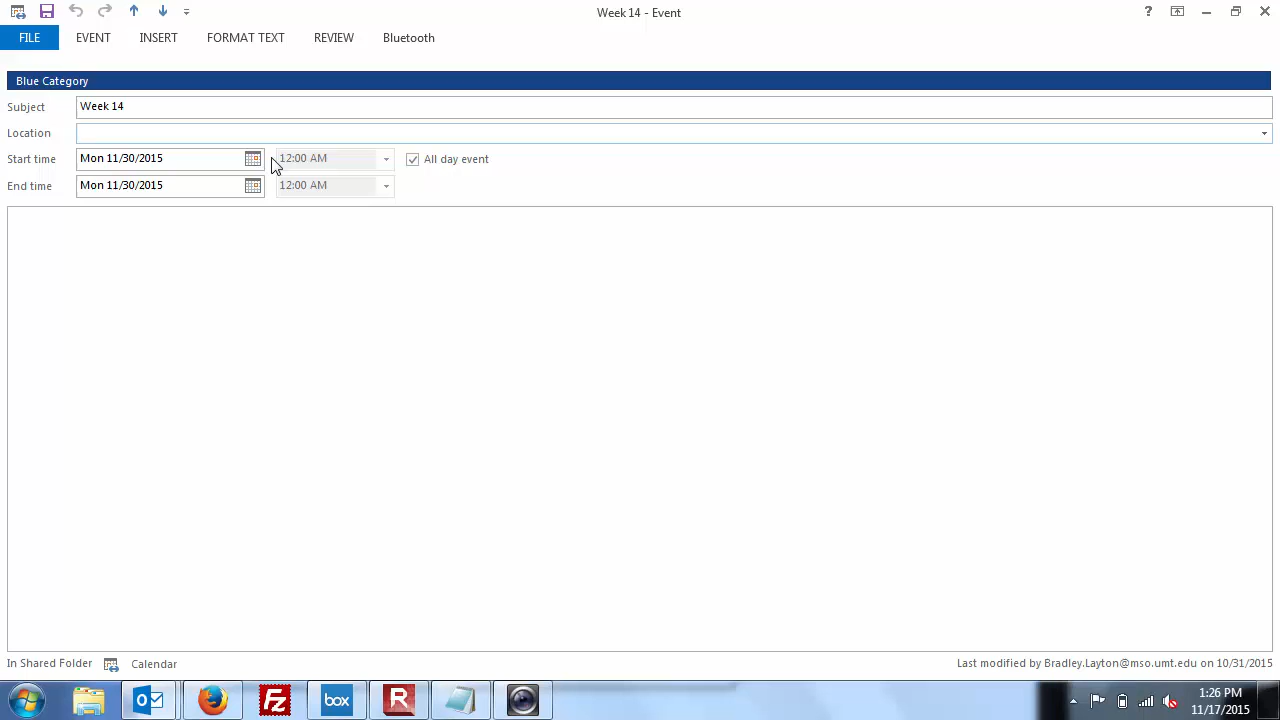 Week 14 - Event
?
FILE EVENT INSERT FORMAT TEXT REVIEW Bluetooth
Blue Category
Subject Week 14
Location
Start time Mon 11/30/2015 12:00 AM All day event
End time Mon 11/30/2015 12:00 AM
In Shared Folder Calendar Last modified by Bradley.Layton@mso.umt.edu on 10/31/2015
Fz box R
1:26 PM
11/17/2015